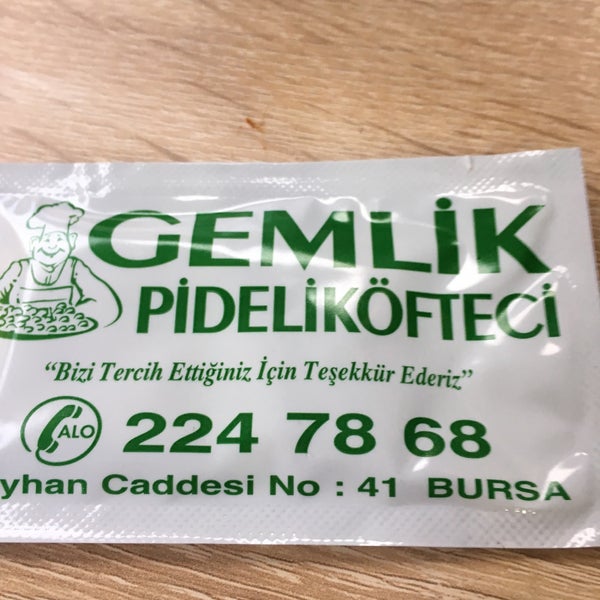 GEMLİK
PİDELİKÖFTECİ
“Bizi Tercih Ettiğiniz İçin Teşekkür Ederiz”
ALO 224 78 68
Caddesi No : 41 BURSA